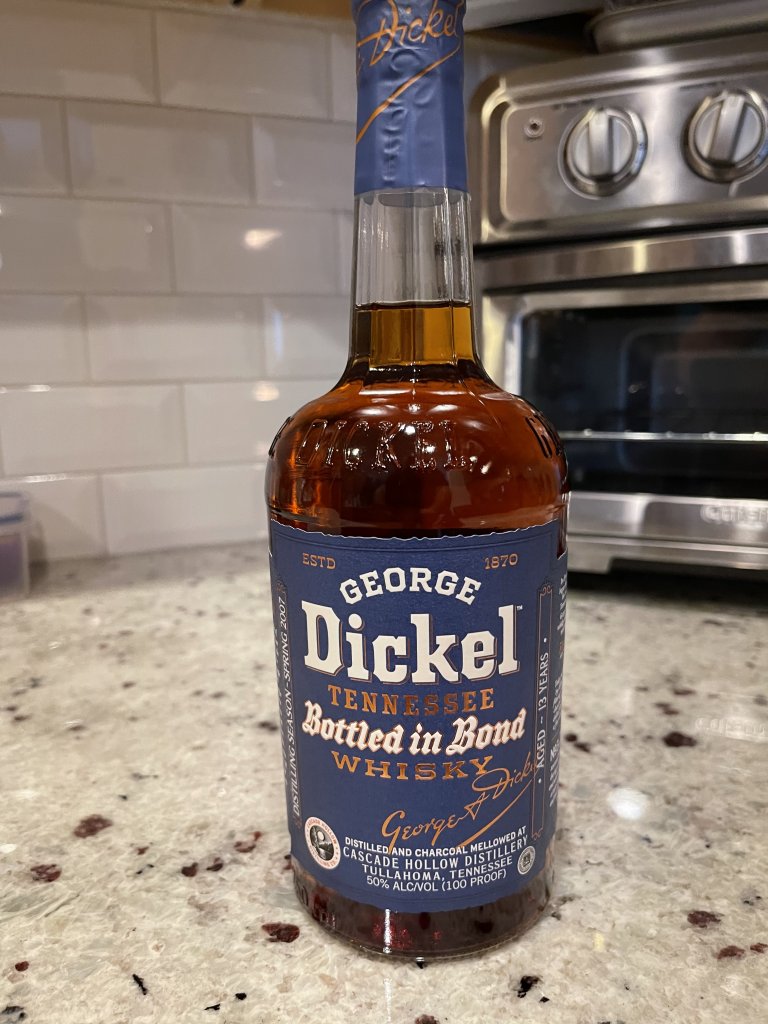 Dickel
DICKEL
ESTD 1870
GEORGE
Dickel™
TENNESSEE
Bottled in Bond
WHISKY
George A Dickel
DISTILLED AND CHARCOAL MELLOWED AT
CASCADE HOLLOW DISTILLERY
TULLAHOMA, TENNESSEE
50% ALC/VOL (100 PROOF)
DISTILLING SEASON - SPRING 2007
• AGED ~ 13 YEARS •